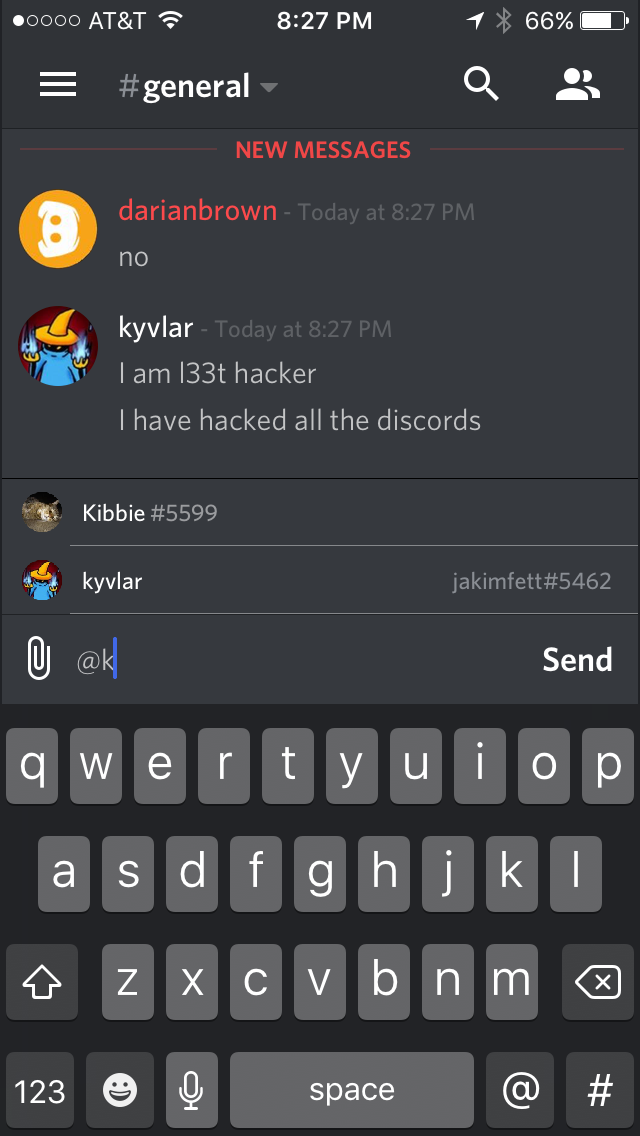 AT&T 8:27 PM 66%
#general
NEW MESSAGES
darianbrown - Today at 8:27 PM
no
kyvlar - Today at 8:27 PM
I am l33t hacker
I have hacked all the discords
Kibbie #5599
kyvlar jakimfett#5462
@k Send
q w e r t y u i o p
a s d f g h j k l
z x c v b n m
123 space @ #